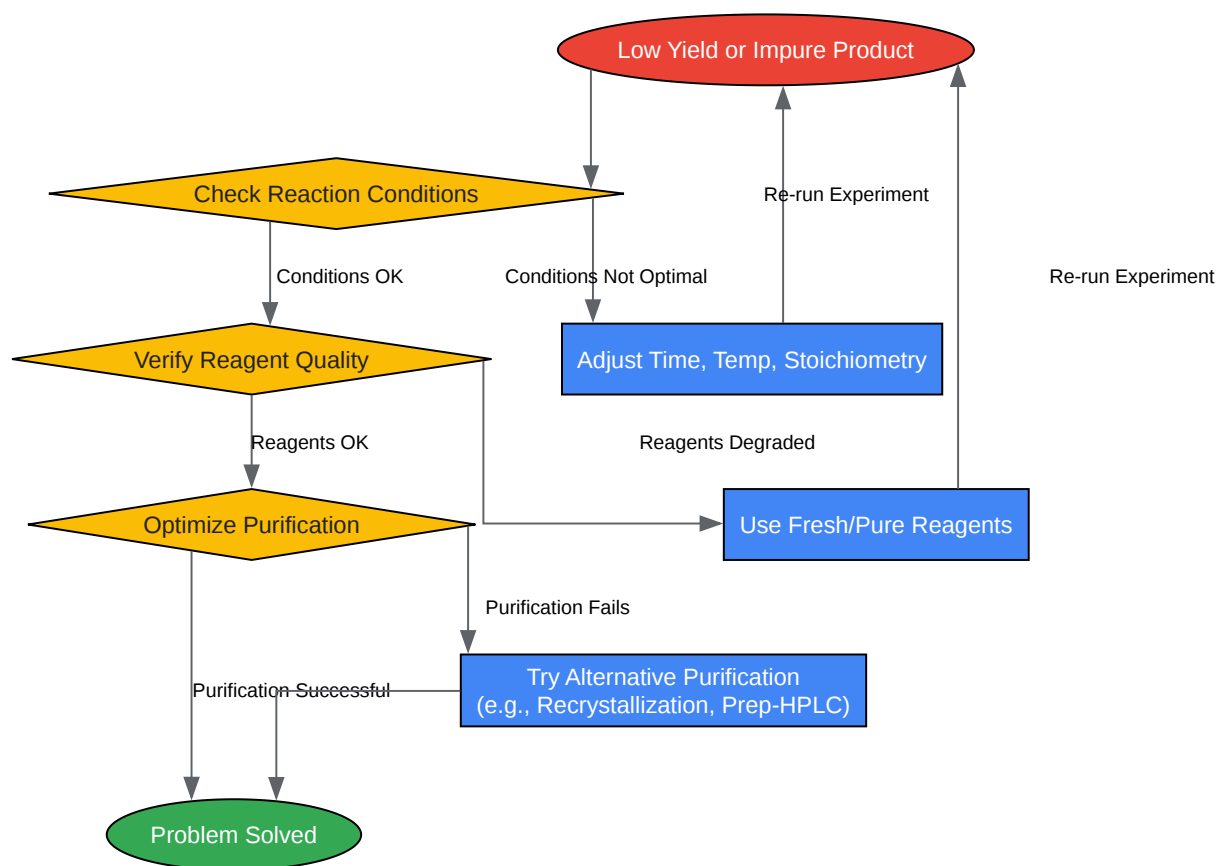 Low Yield or Impure Product
Check Reaction Conditions
Re-run Experiment
Conditions OK
Conditions Not Optimal
Re-run Experiment
Verify Reagent Quality
Adjust Time, Temp, Stoichiometry
Reagents OK
Reagents Degraded
Optimize Purification
Use Fresh/Pure Reagents
Purification Fails
Try Alternative Purification
(e.g., Recrystallization, Prep-HPLC)
Purification Successful
Problem Solved